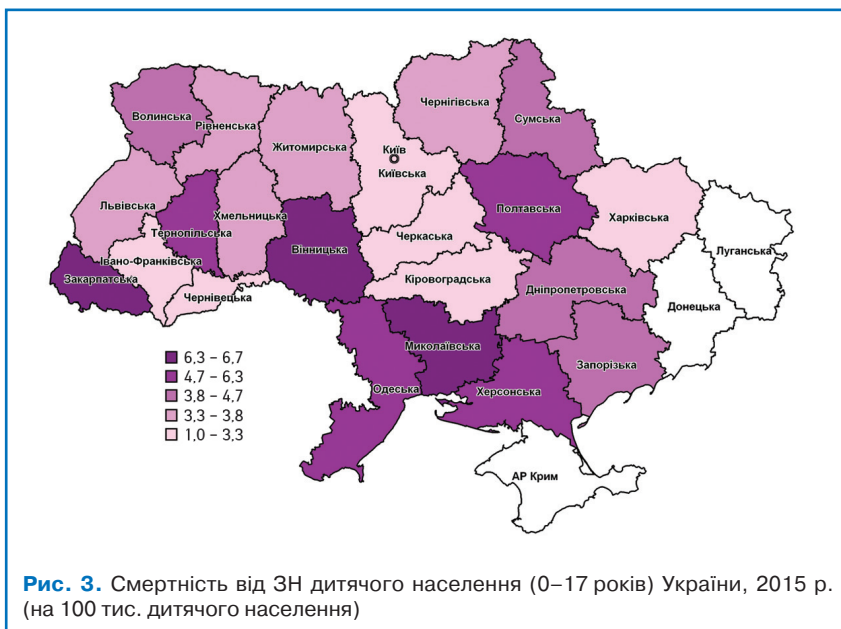 Чернігівська
Волинська
Сумська
Рівненська
Київ
Житомирська
Київська
Львівська
Полтавська
Хмельницька
Харківська
Тернопільська
Черкаська
Вінницька
Луганська
Івано-Франківська
Закарпатська
Кіровоградська
Дніпропетровська
Чернівецька
Донецька
Миколаївська
Запорізька
Одеська
Херсонська
АР Крим
6,3 – 6,7
4,7 – 6,3
3,8 – 4,7
3,3 – 3,8
1,0 – 3,3
Рис. 3. Смертність від ЗН дитячого населення (0–17 років) України, 2015 р.
(на 100 тис. дитячого населення)